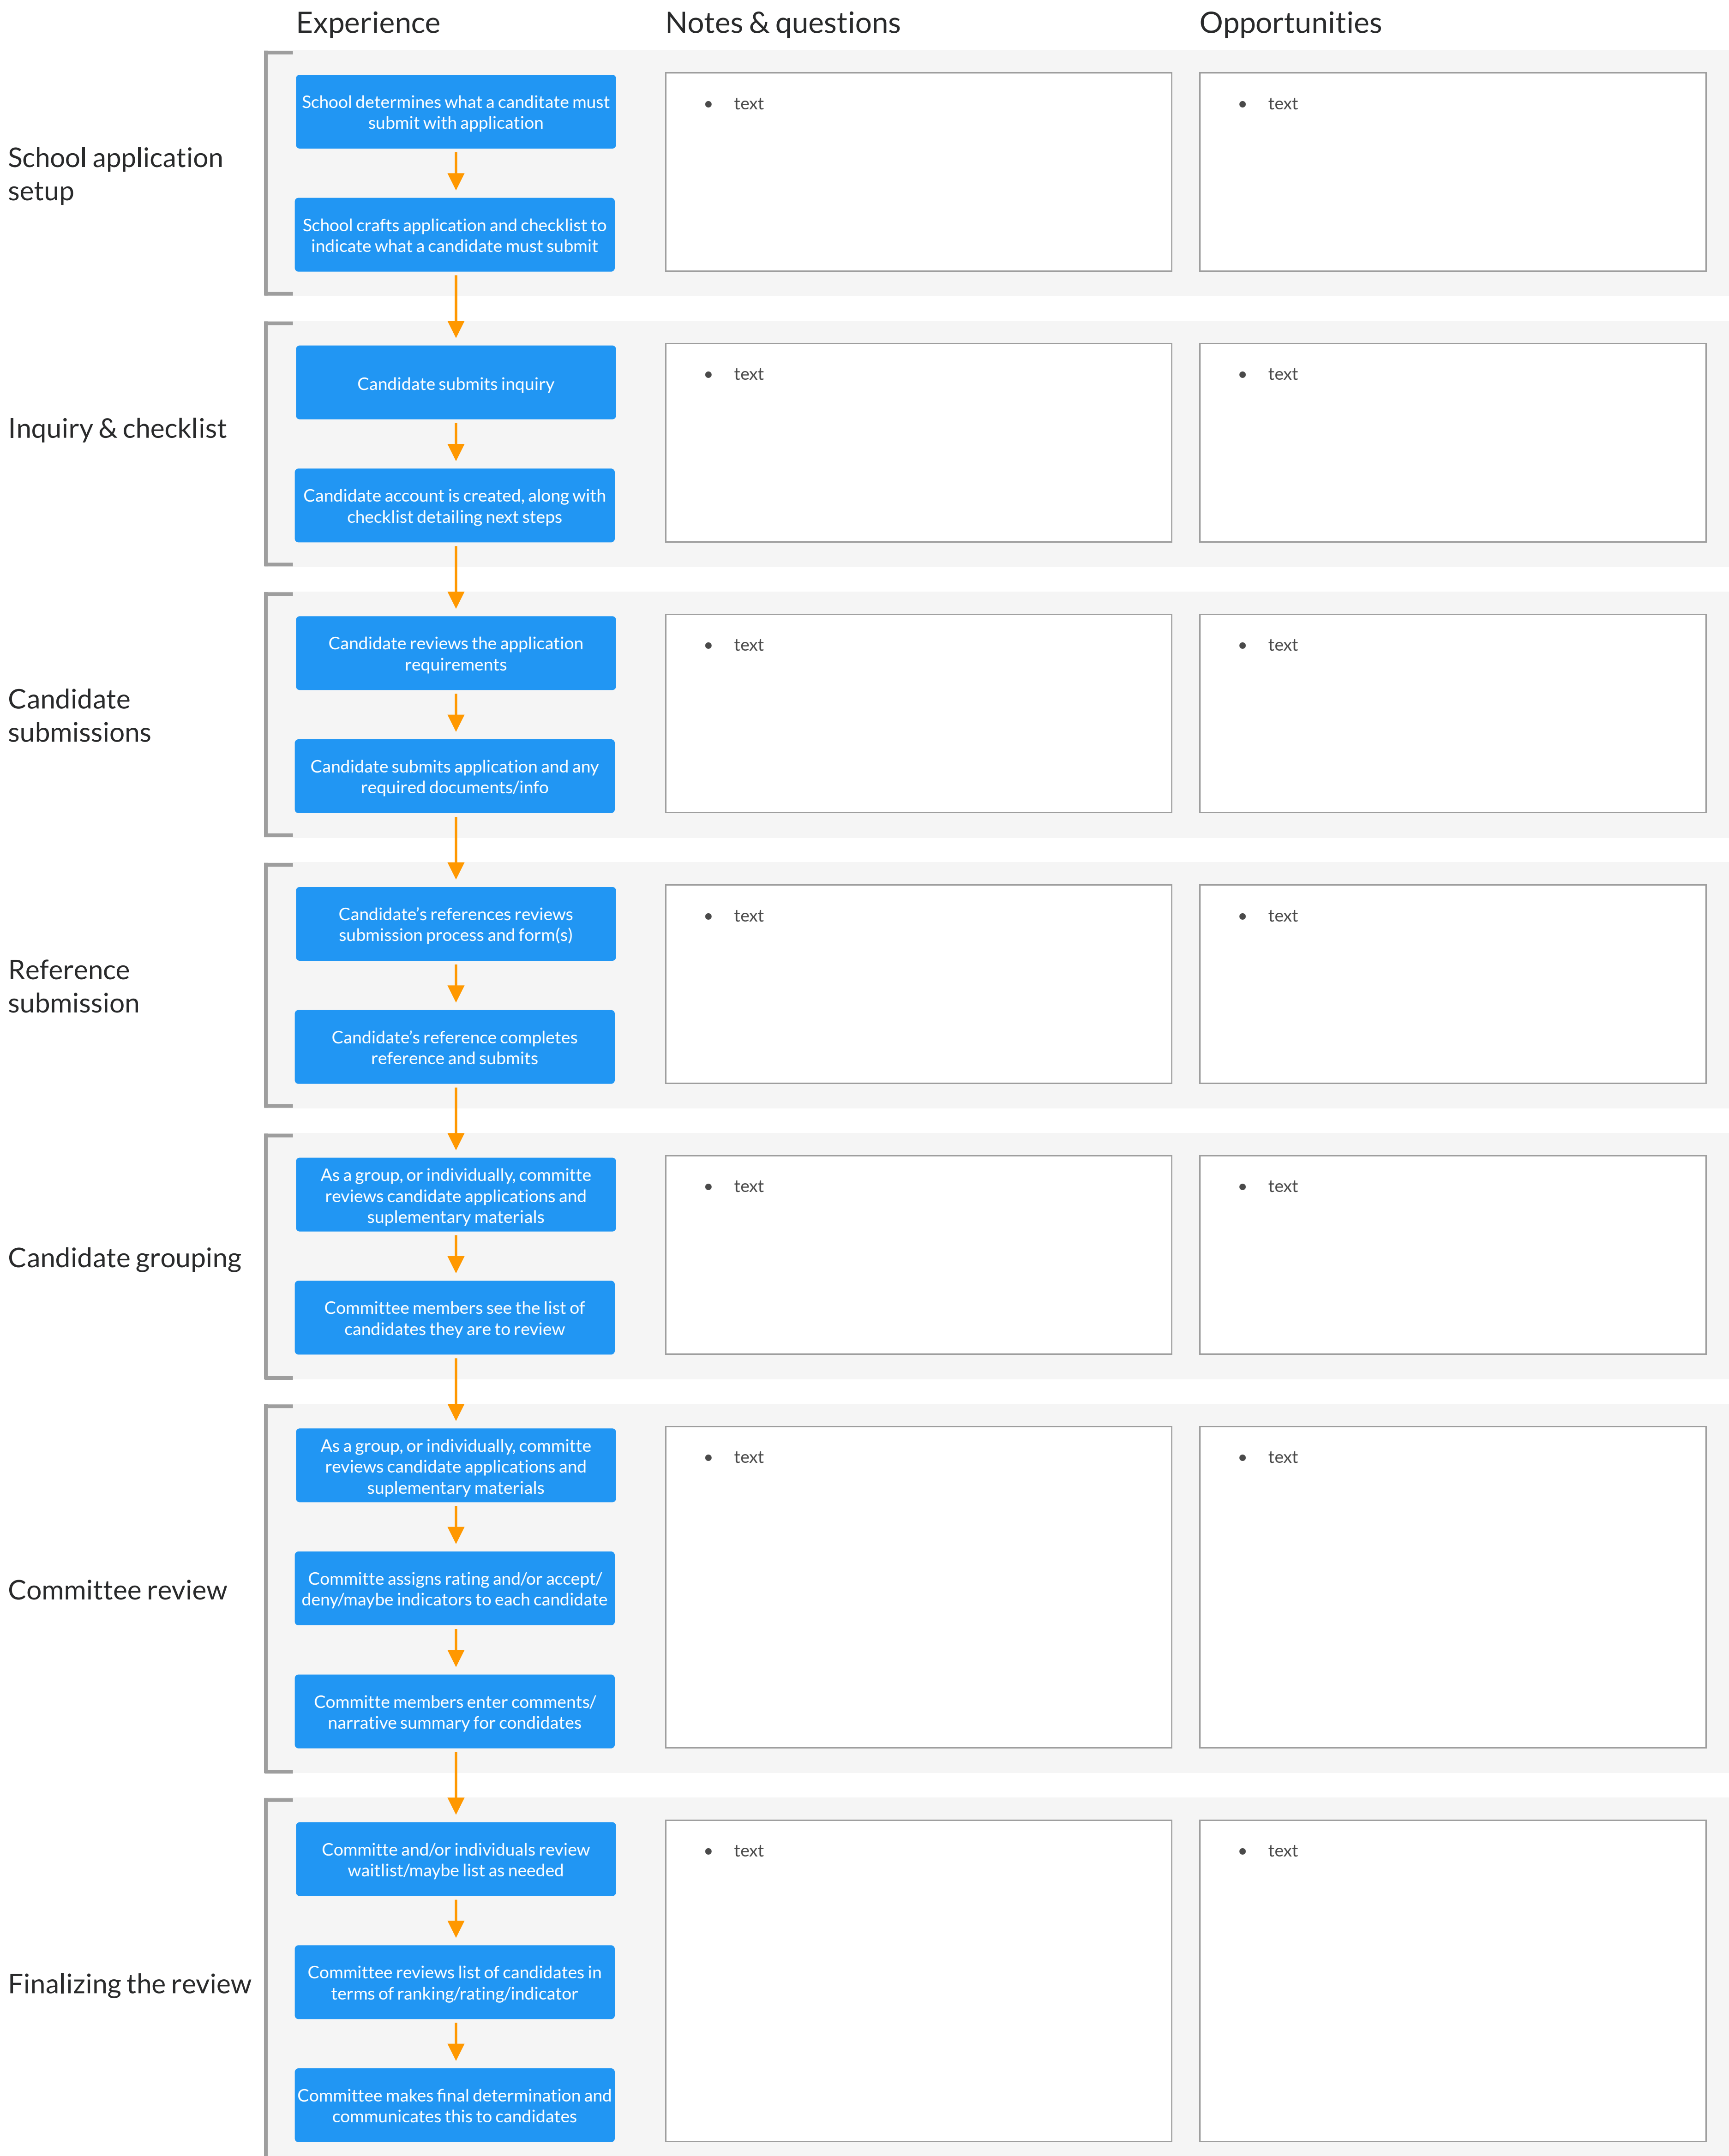 Experience
Notes & questions
Opportunities
School application
setup
School determines what a canditate must
submit with application
School crafts application and checklist to
indicate what a candidate must submit
• text
• text
Inquiry & checklist
Candidate submits inquiry
Candidate account is created, along with
checklist detailing next steps
• text
• text
Candidate
submissions
Candidate reviews the application
requirements
Candidate submits application and any
required documents/info
• text
• text
Reference
submission
Candidate’s references reviews
submission process and form(s)
Candidate’s reference completes
reference and submits
• text
• text
Candidate grouping
As a group, or individually, committe
reviews candidate applications and
suplementary materials
Committee members see the list of
candidates they are to review
• text
• text
Committee review
As a group, or individually, committe
reviews candidate applications and
suplementary materials
Committe assigns rating and/or accept/
deny/maybe indicators to each candidate
Committe members enter comments/
narrative summary for condidates
• text
• text
Finalizing the review
Committe and/or individuals review
waitlist/maybe list as needed
Committee reviews list of candidates in
terms of ranking/rating/indicator
Committee makes final determination and
communicates this to candidates
• text
• text